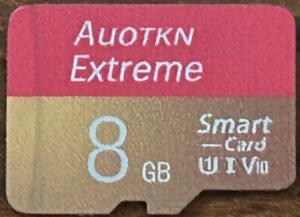 AUOTKN
Extreme
8 GB
Smart
—Card
U1 I V10